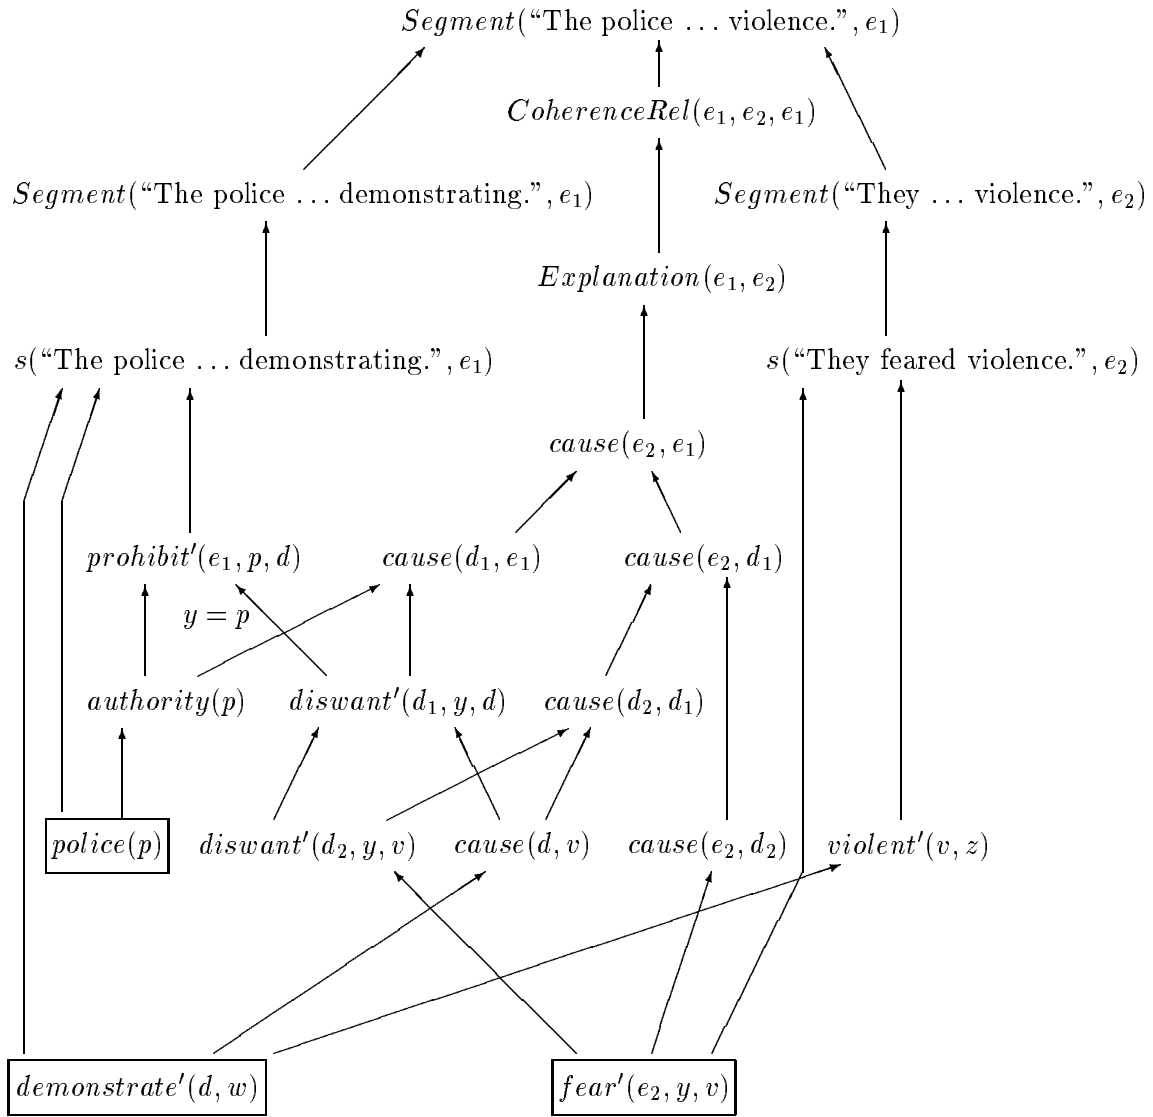 Segment(“The police … violence.”, e₁)
CoherenceRel(e₁, e₂, e₁)
Segment(“The police … demonstrating.”, e₁) Segment(“They … violence.”, e₂)
Explanation(e₁, e₂)
s(“The police … demonstrating.”, e₁) s(“They feared violence.”, e₂)
cause(e₂, e₁)
prohibit′(e₁, p, d) cause(d₁, e₁) cause(e₂, d₁)
y = p
authority(p) diswant′(d₁, y, d) cause(d₂, d₁)
police(p) diswant′(d₂, y, v) cause(d, v) cause(e₂, d₂) violent′(v, z)
demonstrate′(d, w) fear′(e₂, y, v)